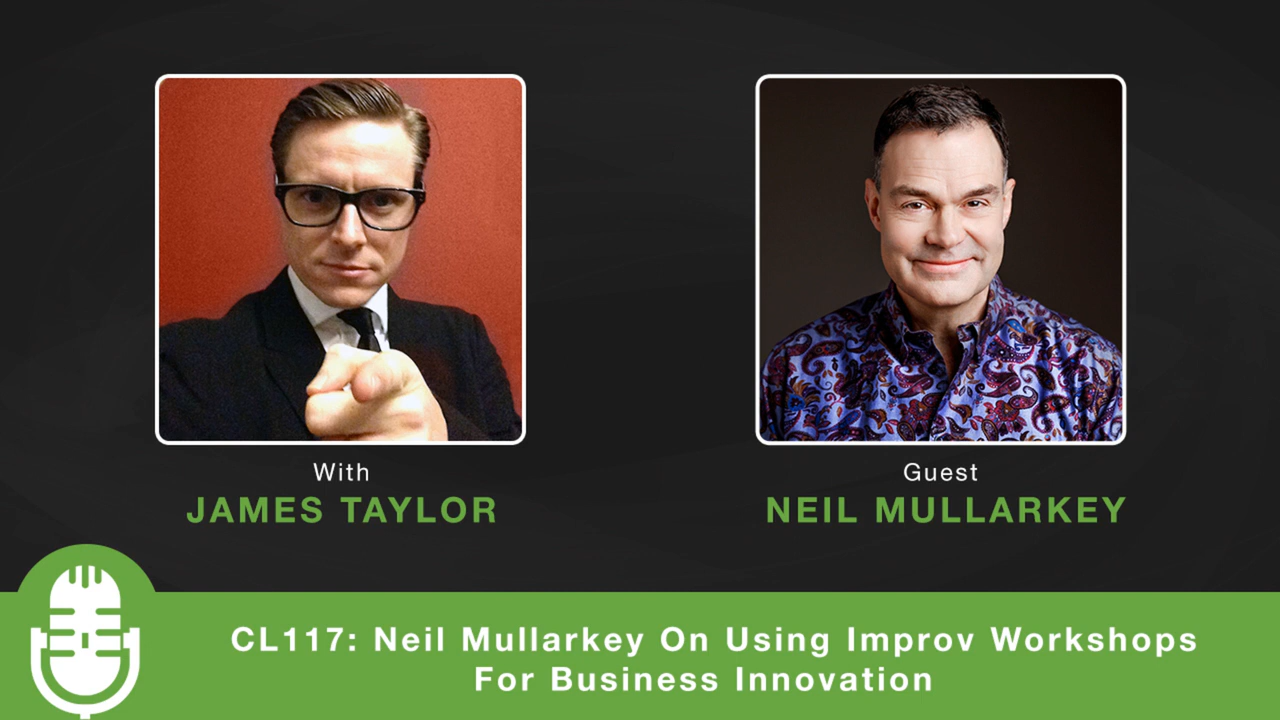 With
JAMES TAYLOR
Guest
NEIL MULLARKEY
CL117: Neil Mullarkey On Using Improv Workshops
For Business Innovation